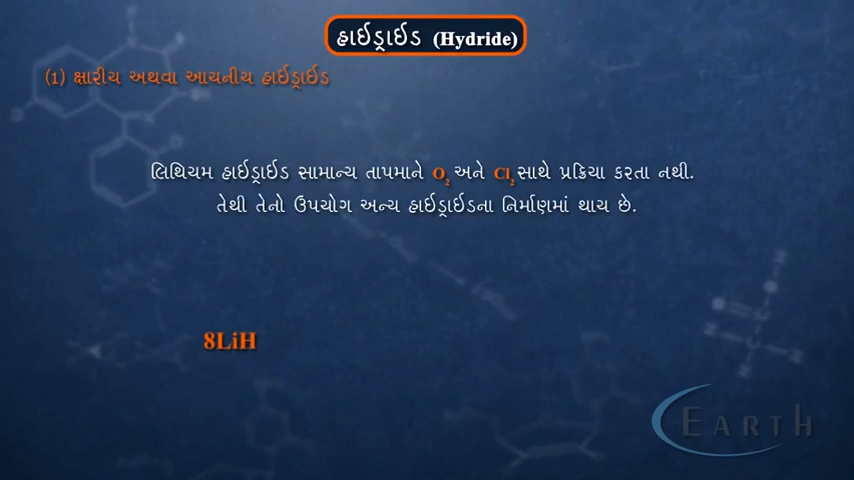 હાઈડ્રાઈડ (Hydride)
(1) ક્ષારીય અથવા આયનીય હાઈડ્રાઈડ
લિથિયમ હાઈડ્રાઈડ સામાન્ય તાપમાને O₂ અને Cl₂ સાથે પ્રક્રિયા કરતા નથી.
તેથી તેનો ઉપયોગ અન્ય હાઈડ્રાઈડના નિર્માણમાં થાય છે.
8LiH
EARTH